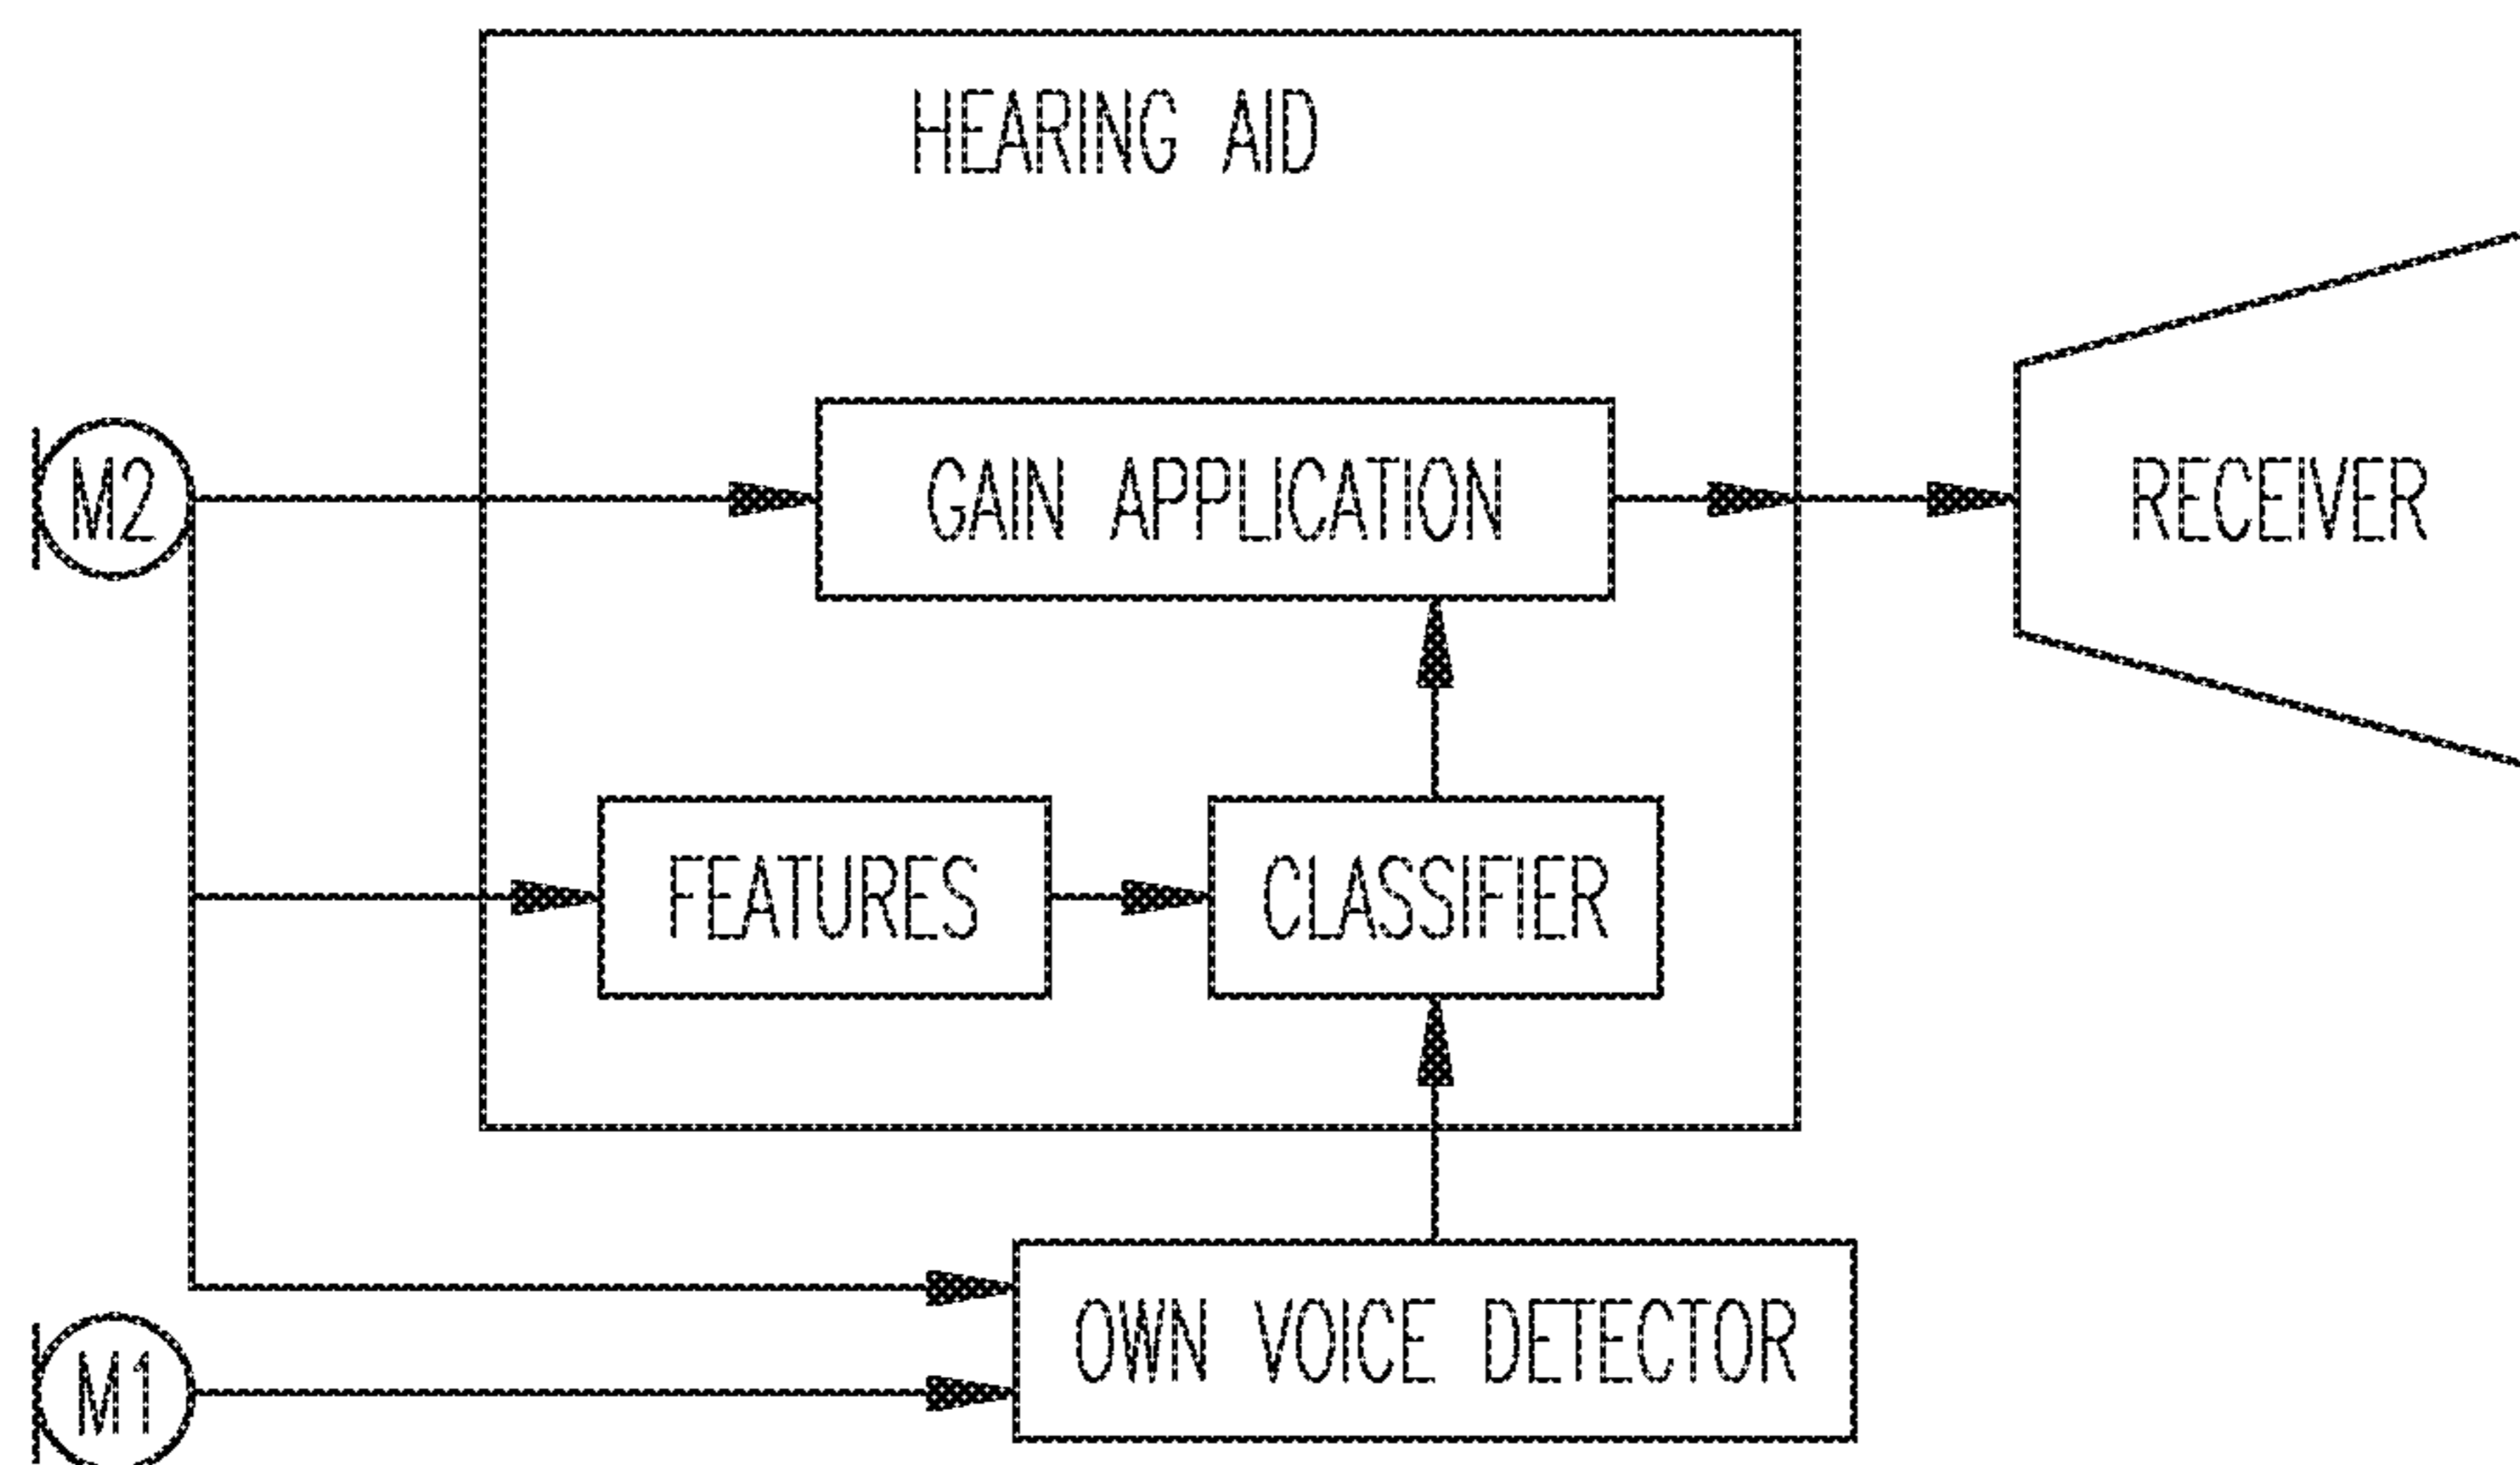 HEARING AID
M2
GAIN APPLICATION
RECEIVER
FEATURES
CLASSIFIER
OWN VOICE DETECTOR
M1